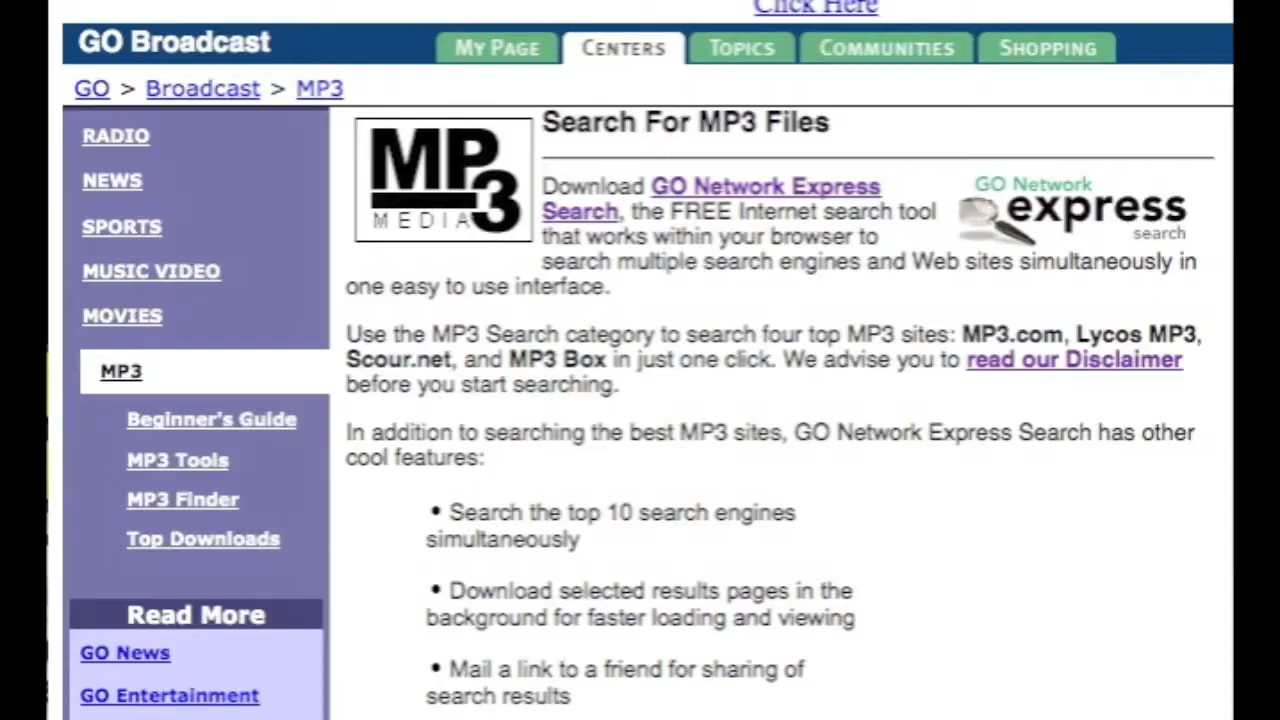 Click Here
GO Broadcast
MY PAGE
CENTERS
TOPICS
COMMUNITIES
SHOPPING
GO > Broadcast > MP3
RADIO
NEWS
SPORTS
MUSIC VIDEO
MOVIES
MP3
Beginner's Guide
MP3 Tools
MP3 Finder
Top Downloads
Read More
GO News
GO Entertainment
MP3
MEDIA
Search For MP3 Files
Download GO Network Express
Search, the FREE Internet search tool
that works within your browser to
search multiple search engines and Web sites simultaneously in
one easy to use interface.
GO Network
express
search
Use the MP3 Search category to search four top MP3 sites: MP3.com, Lycos MP3,
Scour.net, and MP3 Box in just one click. We advise you to read our Disclaimer
before you start searching.
In addition to searching the best MP3 sites, GO Network Express Search has other
cool features:
• Search the top 10 search engines
simultaneously
• Download selected results pages in the
background for faster loading and viewing
• Mail a link to a friend for sharing of
search results